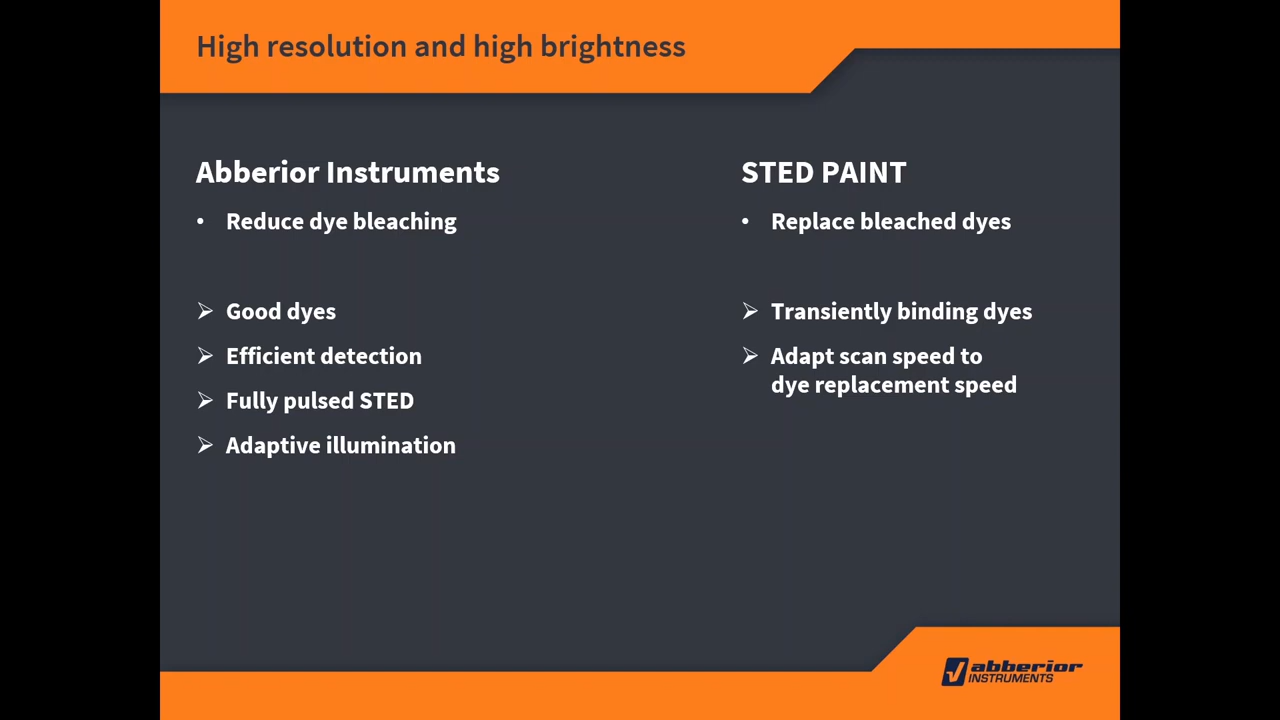 High resolution and high brightness
Abberior Instruments
• Reduce dye bleaching
➢ Good dyes
➢ Efficient detection
➢ Fully pulsed STED
➢ Adaptive illumination
STED PAINT
• Replace bleached dyes
➢ Transiently binding dyes
➢ Adapt scan speed to
dye replacement speed
abberior
INSTRUMENTS